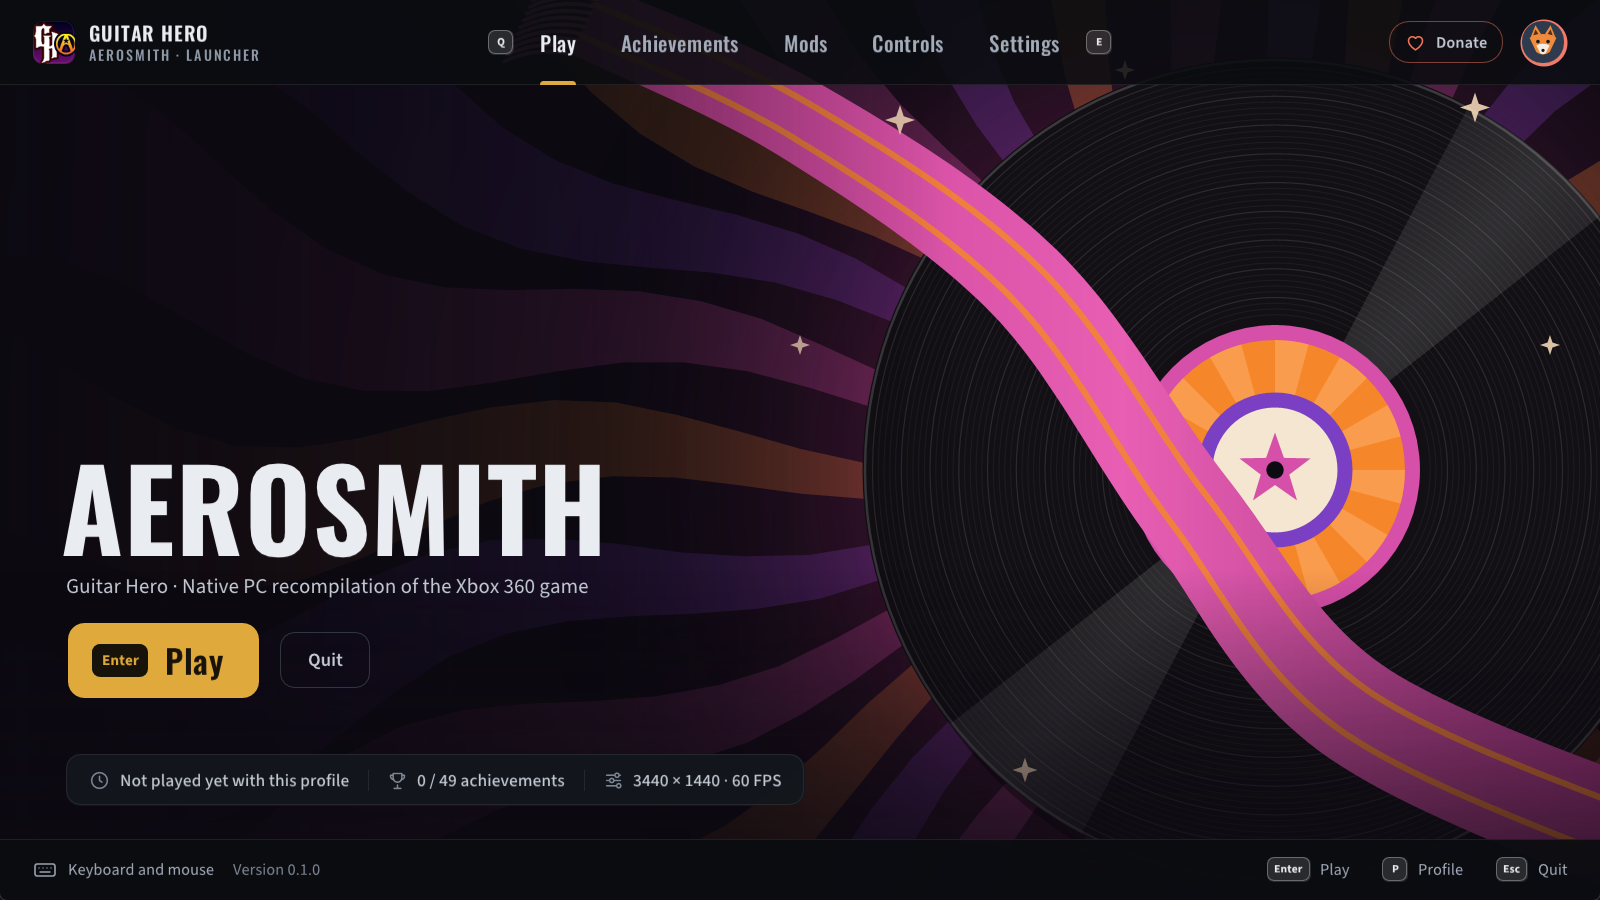 GUITAR HERO
AEROSMITH · LAUNCHER
Q
Play
Achievements
Mods
Controls
Settings
E
Donate
AEROSMITH
Guitar Hero · Native PC recompilation of the Xbox 360 game
Enter
Play
Quit
Not played yet with this profile
0 / 49 achievements
3440 × 1440 · 60 FPS
Keyboard and mouse
Version 0.1.0
Enter
Play
P
Profile
Esc
Quit